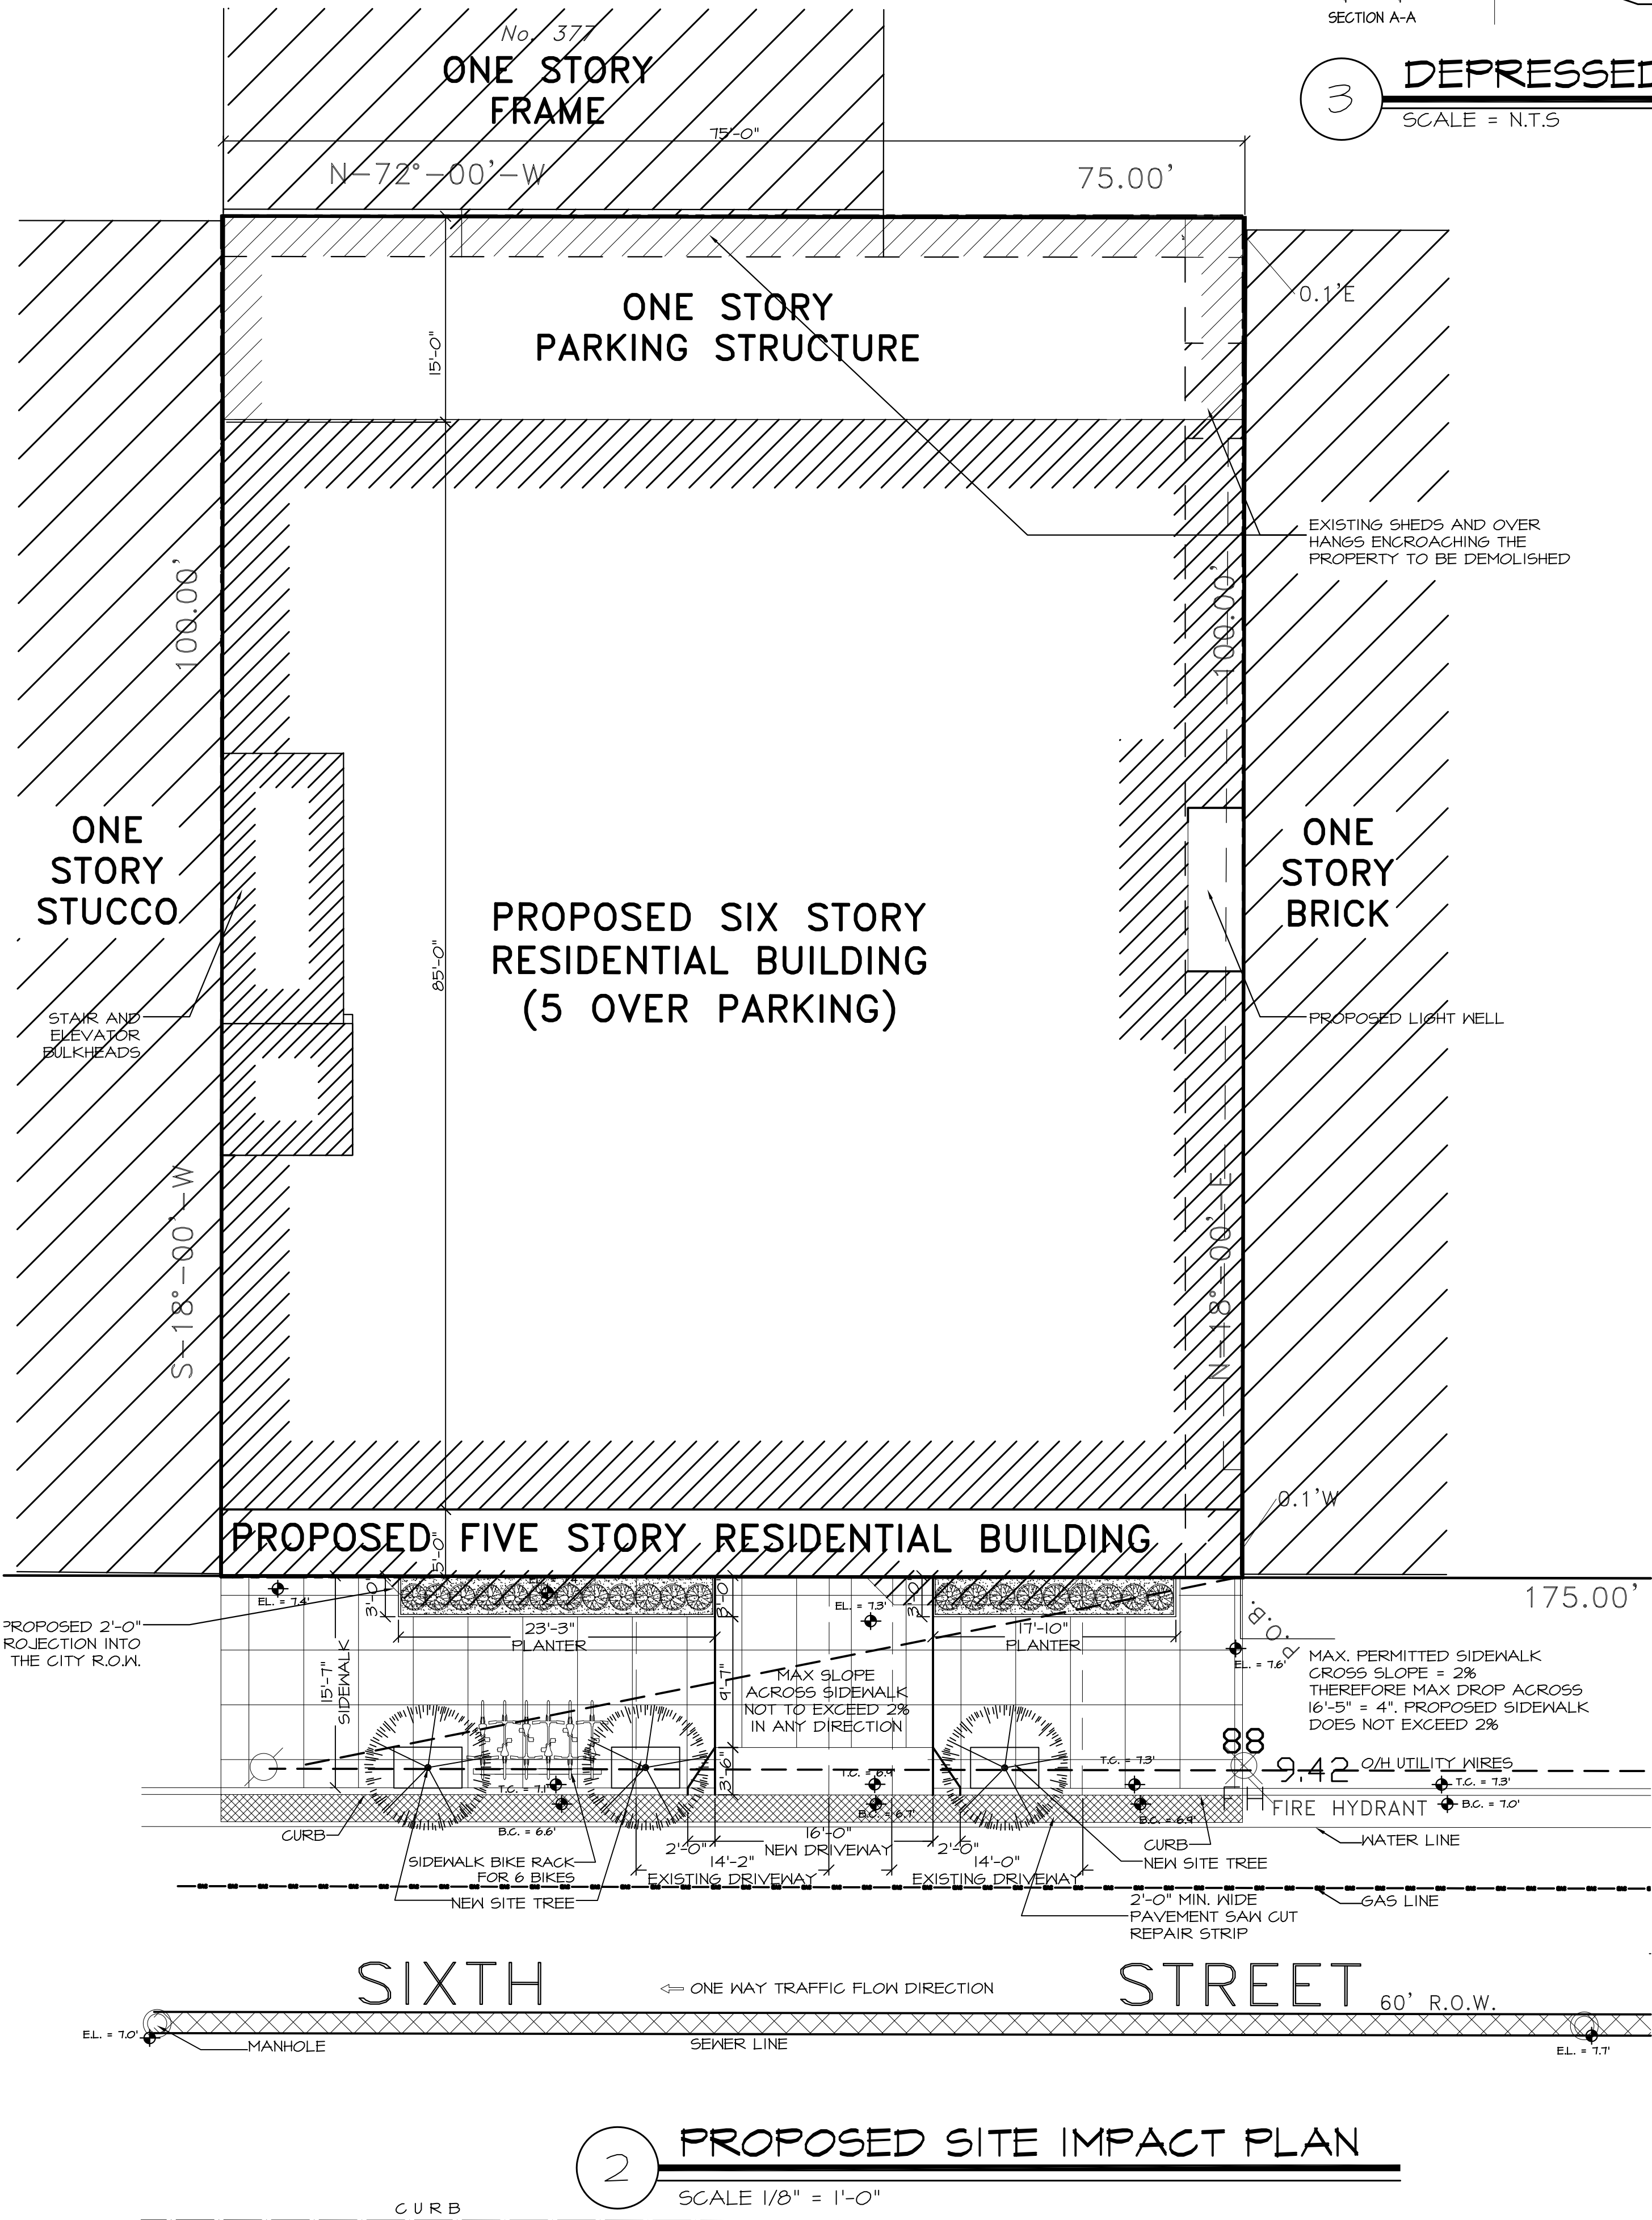 SECTION A-A
3
DEPRESSED
SCALE = N.T.S
No. 377
ONE STORY
FRAME
75'-0"
N-72°-00'-W
75.00'
0.1'E
ONE STORY
PARKING STRUCTURE
15'-0"
EXISTING SHEDS AND OVER
HANGS ENCROACHING THE
PROPERTY TO BE DEMOLISHED
100.00'
100.00'
ONE
STORY
STUCCO
ONE
STORY
BRICK
PROPOSED SIX STORY
RESIDENTIAL BUILDING
(5 OVER PARKING)
85'-0"
STAIR AND
ELEVATOR
BULKHEADS
PROPOSED LIGHT WELL
S-18°-00'-W
N-18°-00'-E
0.1'W
PROPOSED FIVE STORY RESIDENTIAL BUILDING
5'-0"
175.00'
EL. = 7.4'
EL. = 7.3'
3'-0"
3'-0"
3'-0"
23'-3"
PLANTER
17'-10"
PLANTER
PROPOSED 2'-0"
ROJECTION INTO
THE CITY R.O.W.
B.O.R
EL. = 7.6'
15'-7"
SIDEWALK
9'-7"
MAX SLOPE
ACROSS SIDEWALK
NOT TO EXCEED 2%
IN ANY DIRECTION
MAX. PERMITTED SIDEWALK
CROSS SLOPE = 2%
THEREFORE MAX DROP ACROSS
16'-5" = 4". PROPOSED SIDEWALK
DOES NOT EXCEED 2%
88
9.42
O/H UTILITY WIRES
T.C. = 7.1'
T.C. = 6.9'
T.C. = 7.3'
T.C. = 7.3'
3'-6"
FH
FIRE HYDRANT
B.C. = 7.0'
B.C. = 6.6'
B.C. = 6.7'
B.C. = 6.9'
CURB
CURB
WATER LINE
2'-0"
16'-0"
NEW DRIVEWAY
2'-0"
SIDEWALK BIKE RACK
FOR 6 BIKES
14'-2"
EXISTING DRIVEWAY
14'-0"
EXISTING DRIVEWAY
NEW SITE TREE
NEW SITE TREE
GAS LINE
2'-0" MIN. WIDE
PAVEMENT SAW CUT
REPAIR STRIP
SIXTH
ONE WAY TRAFFIC FLOW DIRECTION
STREET
60' R.O.W.
E.L. = 7.0'
MANHOLE
SEWER LINE
E.L. = 7.7'
2
PROPOSED SITE IMPACT PLAN
SCALE 1/8" = 1'-0"
CURB